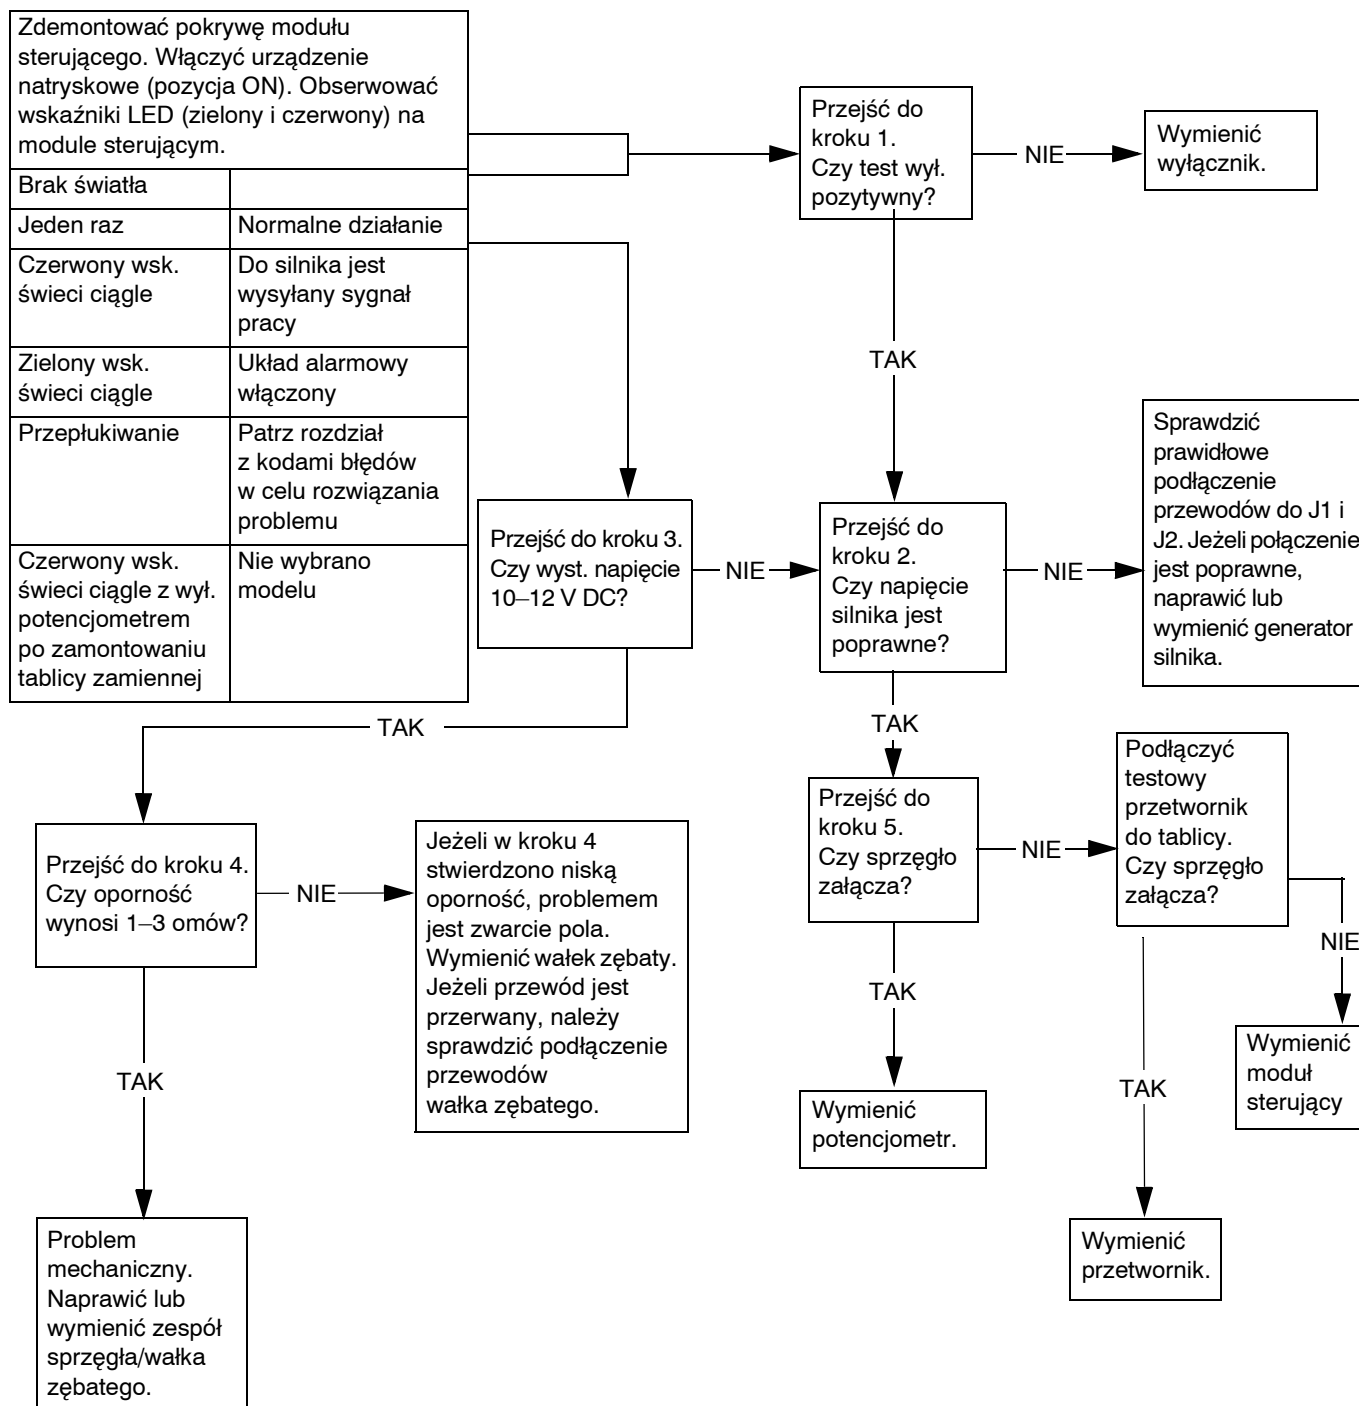 Zdemontować pokrywę modułu
sterującego. Włączyć urządzenie
natryskowe (pozycja ON). Obserwować
wskaźniki LED (zielony i czerwony) na
module sterującym.
Brak światła
Jeden raz
Normalne działanie
Czerwony wsk.
świeci ciągle
Do silnika jest
wysyłany sygnał
pracy
Zielony wsk.
świeci ciągle
Układ alarmowy
włączony
Przepłukiwanie
Patrz rozdział
z kodami błędów
w celu rozwiązania
problemu
Czerwony wsk.
świeci ciągle z wył.
potencjometrem
po zamontowaniu
tablicy zamiennej
Nie wybrano
modelu
Przejść do
kroku 1.
Czy test wył.
pozytywny?
NIE
Wymienić
wyłącznik.
TAK
Przejść do kroku 3.
Czy wyst. napięcie
10–12 V DC?
NIE
Przejść do
kroku 2.
Czy napięcie
silnika jest
poprawne?
NIE
Sprawdzić
prawidłowe
podłączenie
przewodów do J1 i
J2. Jeżeli połączenie
jest poprawne,
naprawić lub
wymienić generator
silnika.
TAK
TAK
Przejść do kroku 4.
Czy oporność
wynosi 1–3 omów?
NIE
Jeżeli w kroku 4
stwierdzono niską
oporność, problemem
jest zwarcie pola.
Wymienić wałek zębaty.
Jeżeli przewód jest
przerwany, należy
sprawdzić podłączenie
przewodów
wałka zębatego.
Przejść do
kroku 5.
Czy sprzęgło
załącza?
NIE
Podłączyć
testowy
przetwornik
do tablicy.
Czy sprzęgło
załącza?
NIE
TAK
TAK
TAK
Wymienić
moduł
sterujący
Wymienić
potencjometr.
Wymienić
przetwornik.
Problem
mechaniczny.
Naprawić lub
wymienić zespół
sprzęgła/wałka
zębatego.